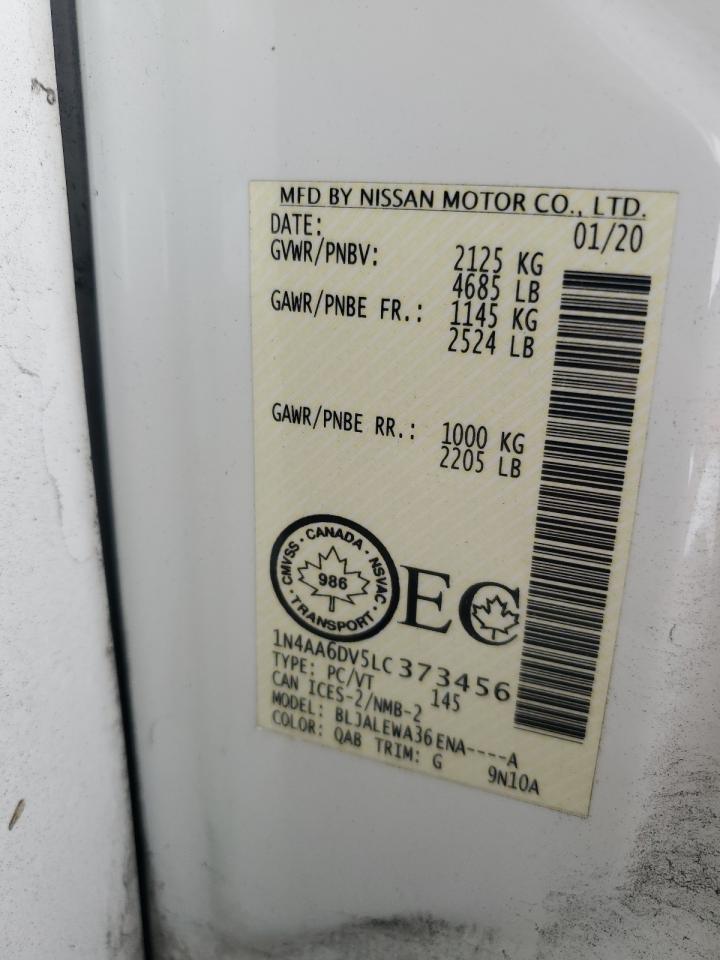 MFD BY NISSAN MOTOR CO., LTD.
DATE: 01/20
GVWR/PNBV: 2125 KG
4685 LB
GAWR/PNBE FR.: 1145 KG
2524 LB
GAWR/PNBE RR.: 1000 KG
2205 LB
CMVSS · CANADA · NSVAC · TRANSPORT ·
986
EC
1N4AA6DV5LC373456
TYPE: PC/VT 145
CAN ICES-2/NMB-2
MODEL: BLJALEWA36ENA----A
COLOR: QAB TRIM: G 9N10A